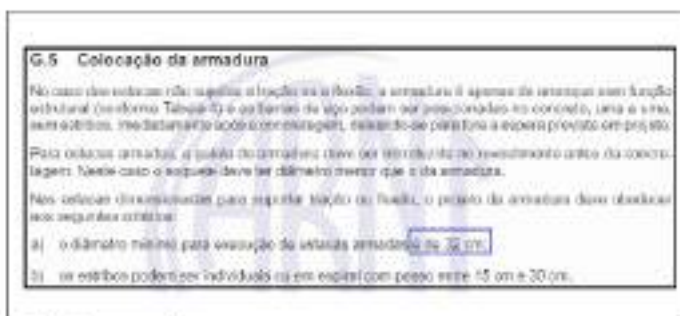 G.5 Colocação da armadura
No caso das estacas não sujeitas a tração ou a flexão, a armadura é apenas de arranque sem função
estrutural (conforme Tabela 4) e as barras de aço podem ser posicionadas no concreto, uma a uma,
sem estribos, imediatamente após a concretagem, deixando-se para fora a espera prevista em projeto.
Para estacas armadas, a gaiola de armadura deve ser introduzida no revestimento antes da concre-
tagem. Neste caso o soquete deve ter diâmetro menor que o da armadura.
Nas estacas dimensionadas para suportar tração ou flexão, o projeto da armadura deve obedecer
aos seguintes critérios:
a) o diâmetro mínimo para execução de estacas armadas é de 32 cm;
b) os estribos podem ser individuais ou em espiral com passo entre 15 cm e 30 cm.